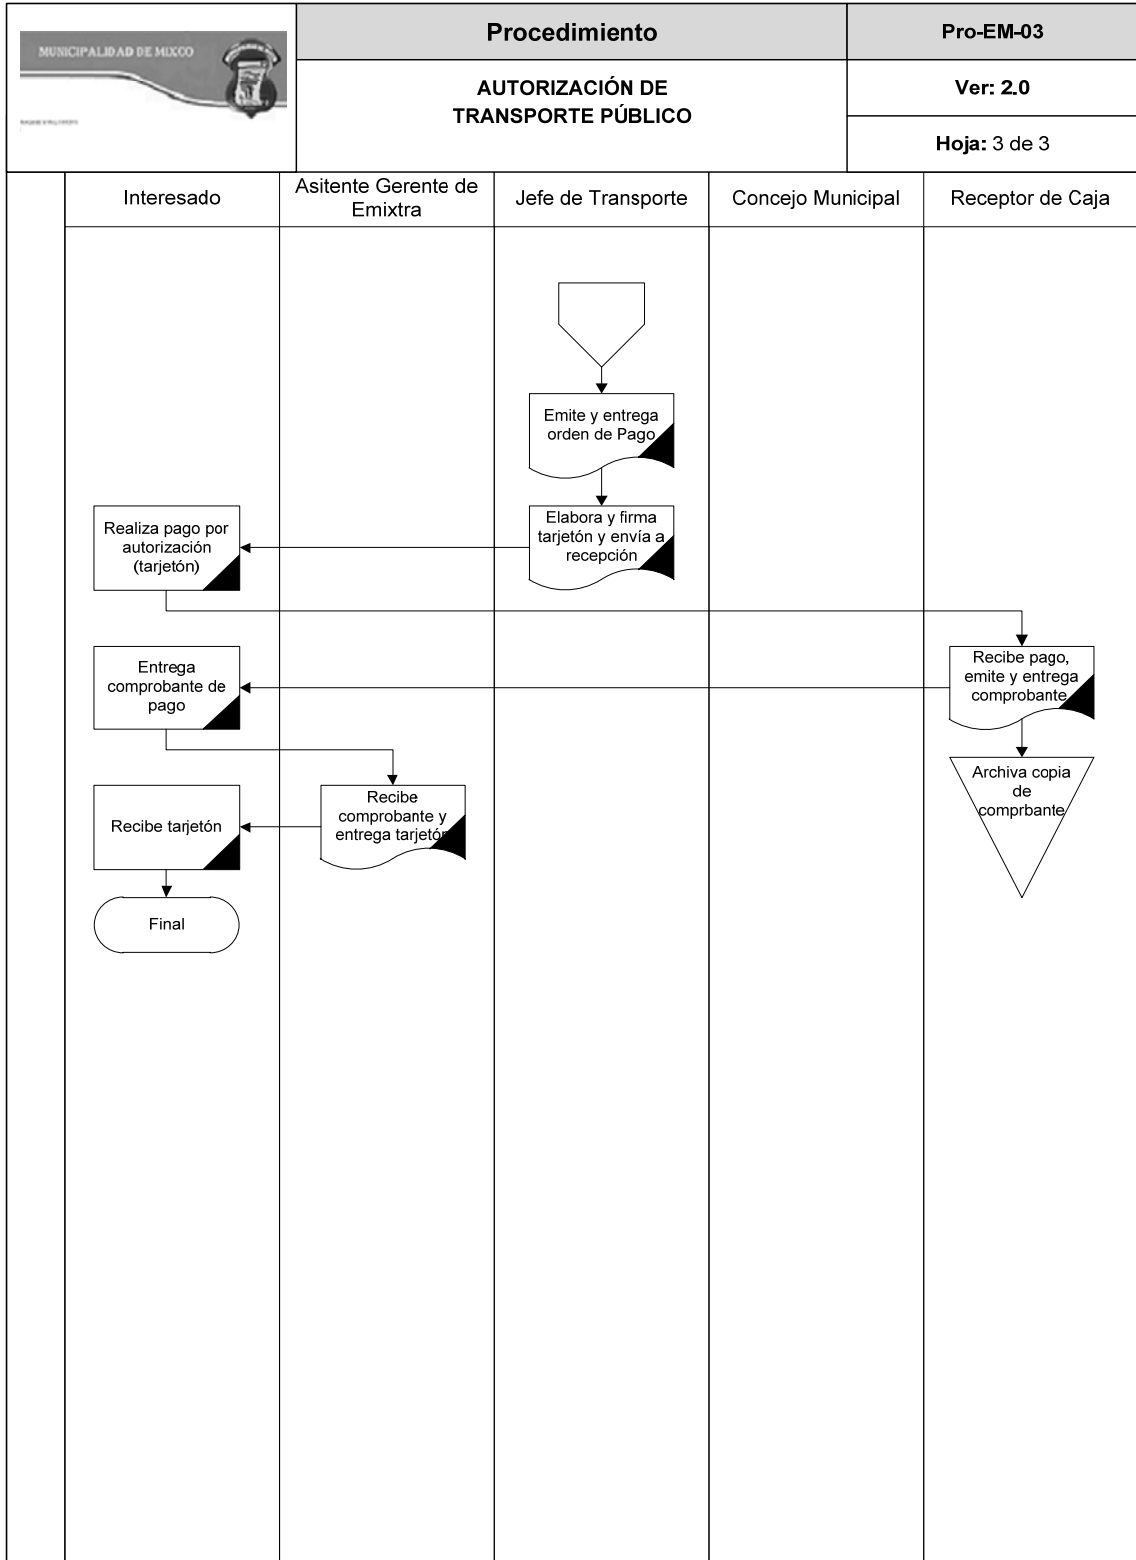 MUNICIPALIDAD DE MIXCO
Procedimiento
Pro-EM-03
AUTORIZACIÓN DE
TRANSPORTE PÚBLICO
Ver: 2.0
Hoja: 3 de 3
Interesado
Asitente Gerente de
Emixtra
Jefe de Transporte
Concejo Municipal
Receptor de Caja
Emite y entrega
orden de Pago
Elabora y firma
tarjetón y envía a
recepción
Realiza pago por
autorización
(tarjetón)
Recibe pago,
emite y entrega
comprobante
Entrega
comprobante de
pago
Archiva copia
de
comprbante
Recibe
comprobante y
entrega tarjetón
Recibe tarjetón
Final